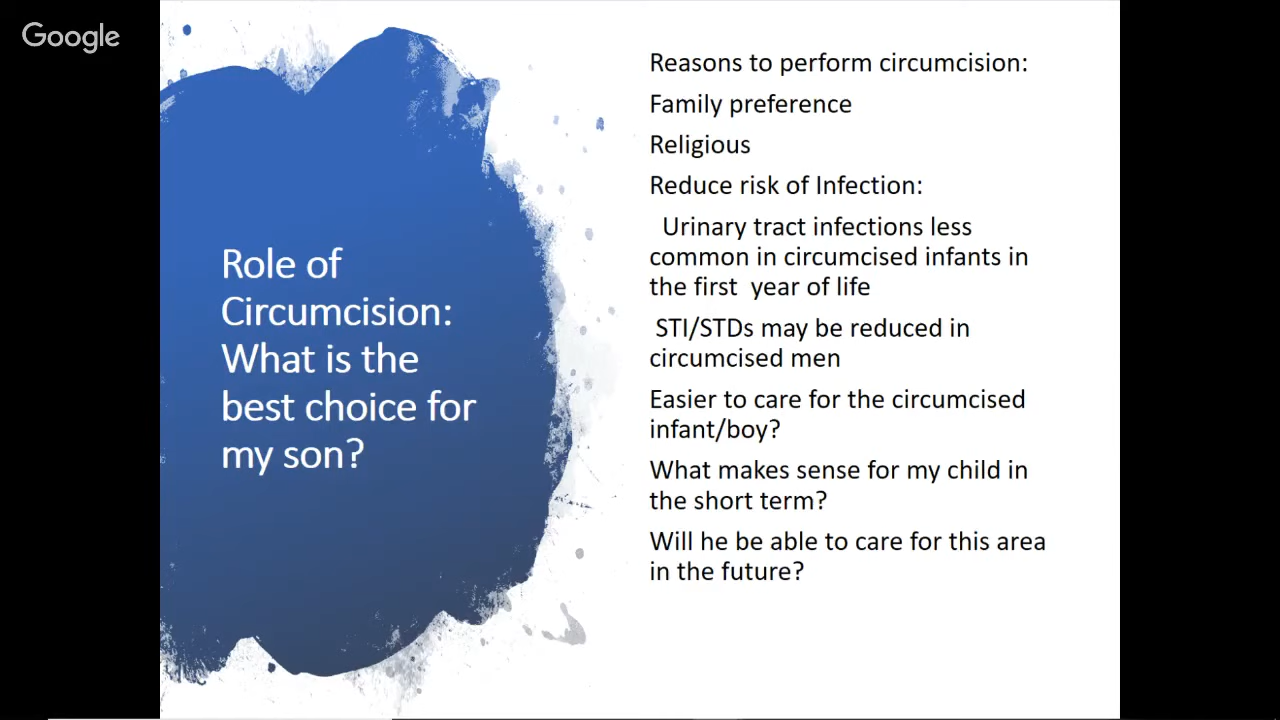 Google
Role of
Circumcision:
What is the
best choice for
my son?
Reasons to perform circumcision:
Family preference
Religious
Reduce risk of Infection:
Urinary tract infections less
common in circumcised infants in
the first  year of life
STI/STDs may be reduced in
circumcised men
Easier to care for the circumcised
infant/boy?
What makes sense for my child in
the short term?
Will he be able to care for this area
in the future?